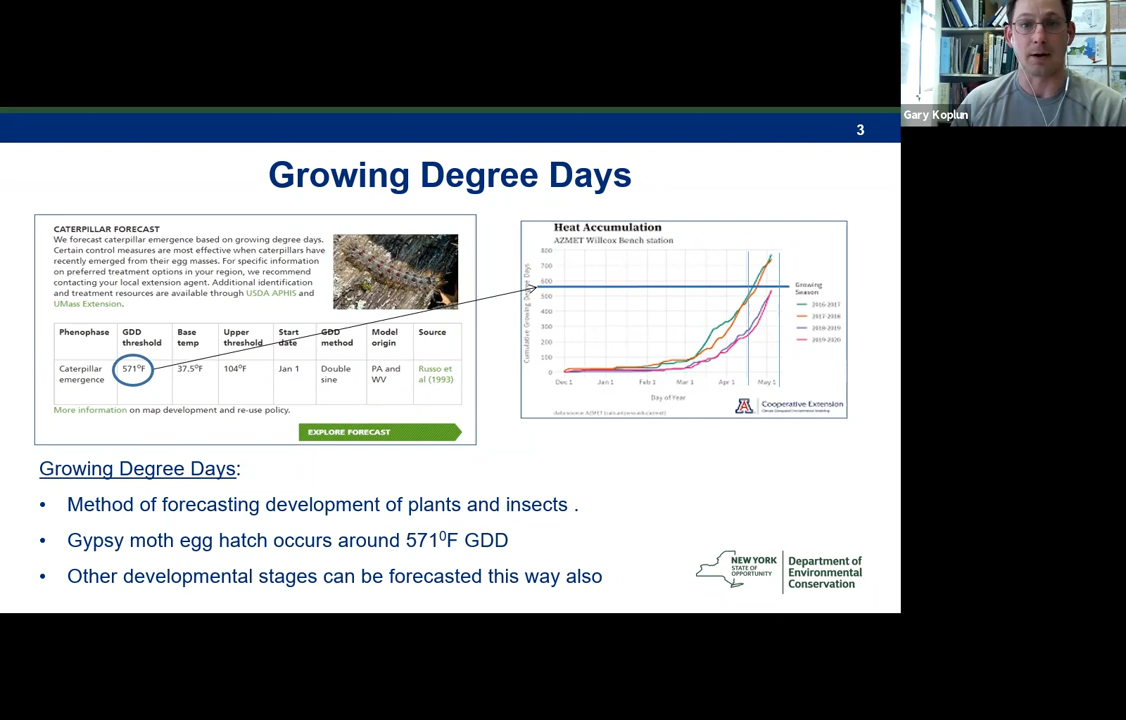 Gary Koplun
3
Growing Degree Days
CATERPILLAR FORECAST
We forecast caterpillar emergence based on growing degree days.
Certain control measures are most effective when caterpillars have
recently emerged from their egg masses. For specific information
on preferred treatment options in your region, we recommend
contacting your local extension agent. Additional identification
and treatment resources are available through USDA APHIS and
UMass Extension.
Phenophase GDD threshold Base temp Upper threshold Start date GDD method Model origin Source
Caterpillar emergence 571ºF 37.5ºF 104ºF Jan 1 Double sine PA and WV Russo et al (1993)
More information on map development and re-use policy.
EXPLORE FORECAST
Heat Accumulation
AZMET Willcox Bench station
Cumulative Growing Degree Days
800
700
600
500
400
300
200
100
0
Dec 1 Jan 1 Feb 1 Mar 1 Apr 1 May 1
Day of Year
Growing
Season
2016-2017
2017-2018
2018-2019
2019-2020
Cooperative Extension
Growing Degree Days:
• Method of forecasting development of plants and insects .
• Gypsy moth egg hatch occurs around 571⁰F GDD
• Other developmental stages can be forecasted this way also
NEW YORK
STATE OF
OPPORTUNITY
Department of
Environmental
Conservation